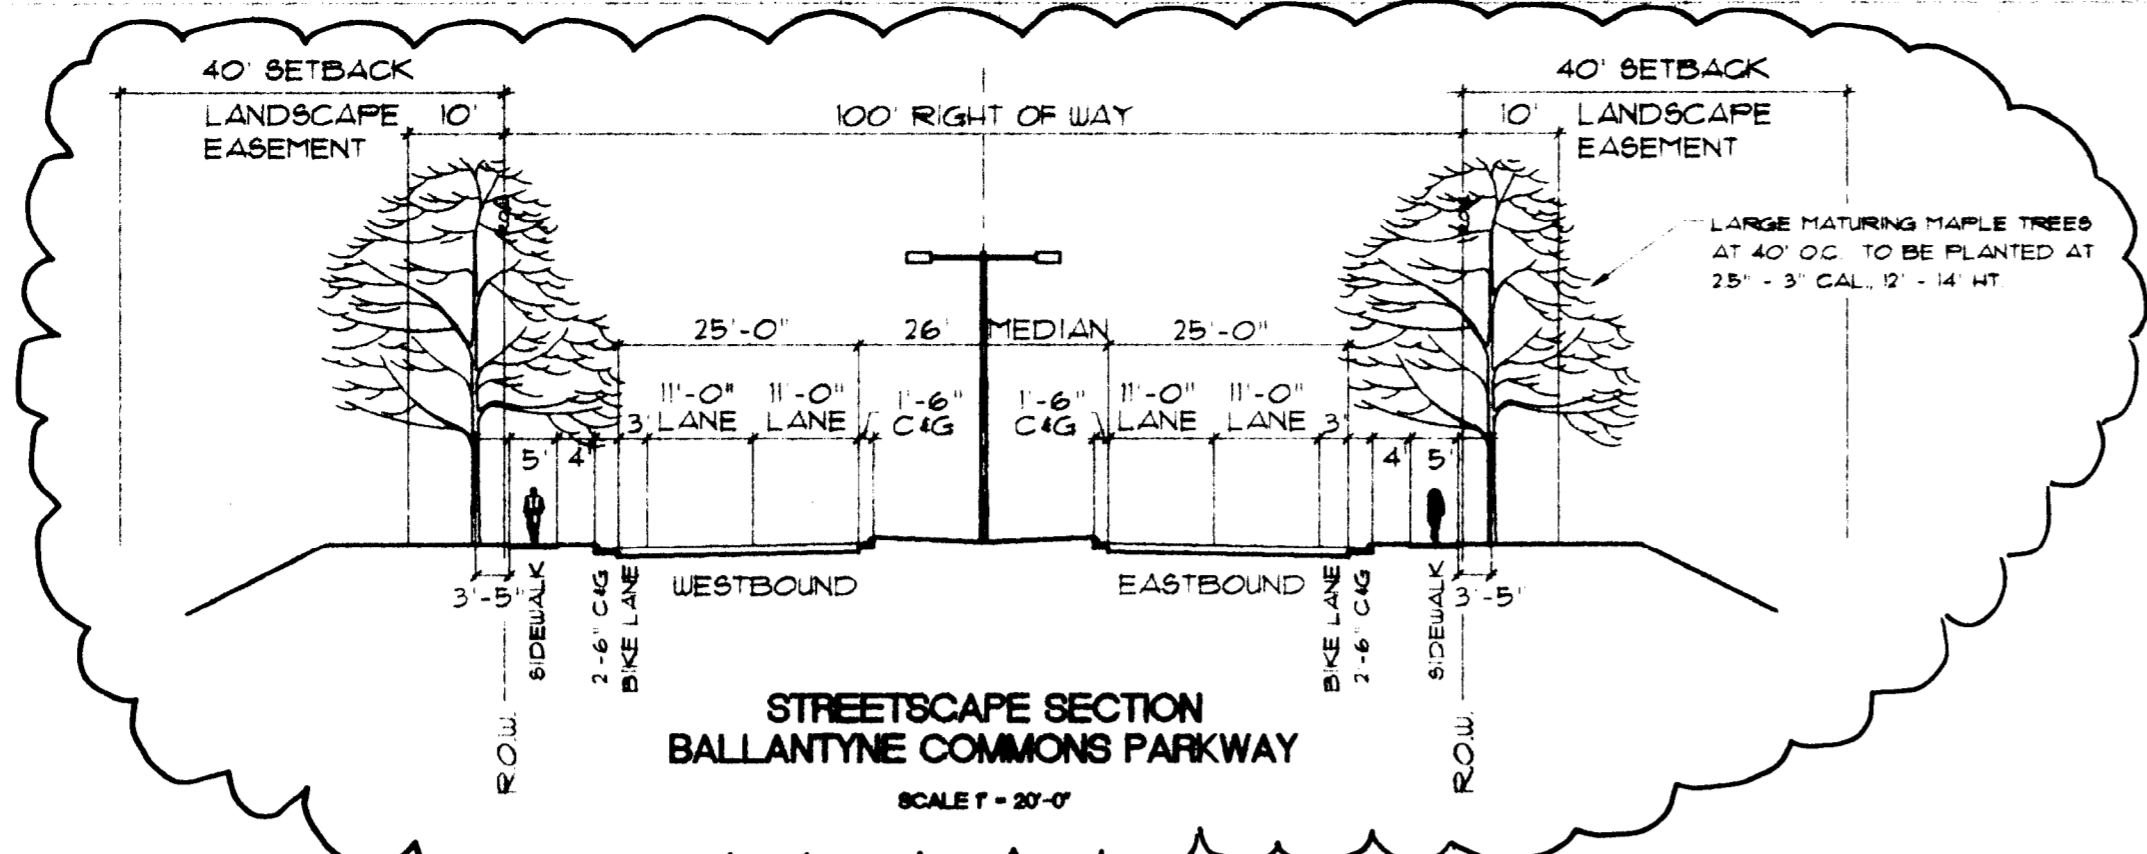 40' SETBACK
40' SETBACK
LANDSCAPE
EASEMENT
10'
100' RIGHT OF WAY
10'
LANDSCAPE
EASEMENT
LARGE MATURING MAPLE TREES
AT 40' O.C. TO BE PLANTED AT
2.5" - 3" CAL., 12' - 14' HT.
25'-0"
26' MEDIAN
25'-0"
3'
11'-0"
LANE
11'-0"
LANE
1'-6"
C&G
1'-6"
C&G
11'-0"
LANE
11'-0"
LANE
3'
5'
4'
4'
5'
3'-5"
SIDEWALK
2'-6" C&G
BIKE LANE
WESTBOUND
EASTBOUND
BIKE LANE
2'-6" C&G
SIDEWALK
3'-5"
R.O.W.
R.O.W.
STREETSCAPE SECTION
BALLANTYNE COMMONS PARKWAY
SCALE 1" = 20'-0"